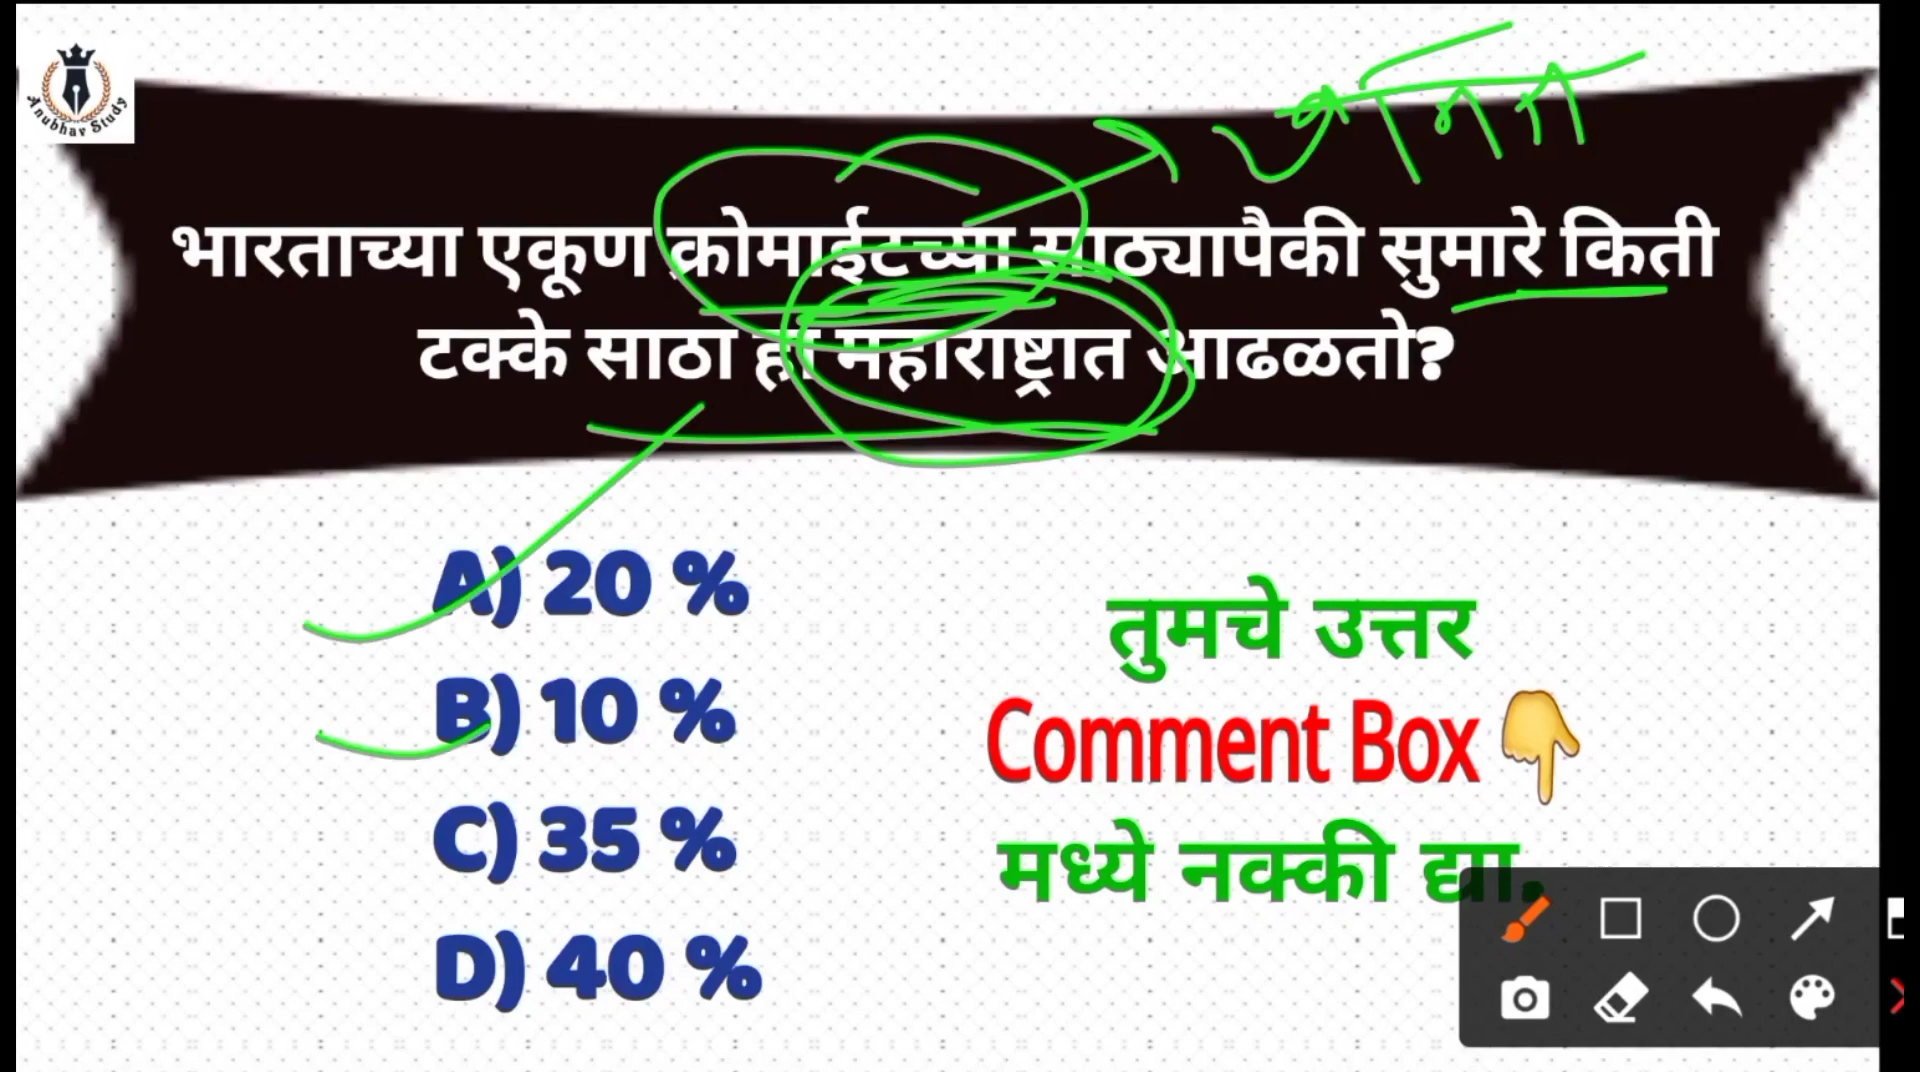 Anubhav Study
भारताच्या एकूण क्रोमाईटच्या साठ्यापैकी सुमारे किती
टक्के साठा हा महाराष्ट्रात आढळतो?
A) 20 %
B) 10 %
C) 35 %
D) 40 %
तुमचे उत्तर
Comment Box
मध्ये नक्की द्या.